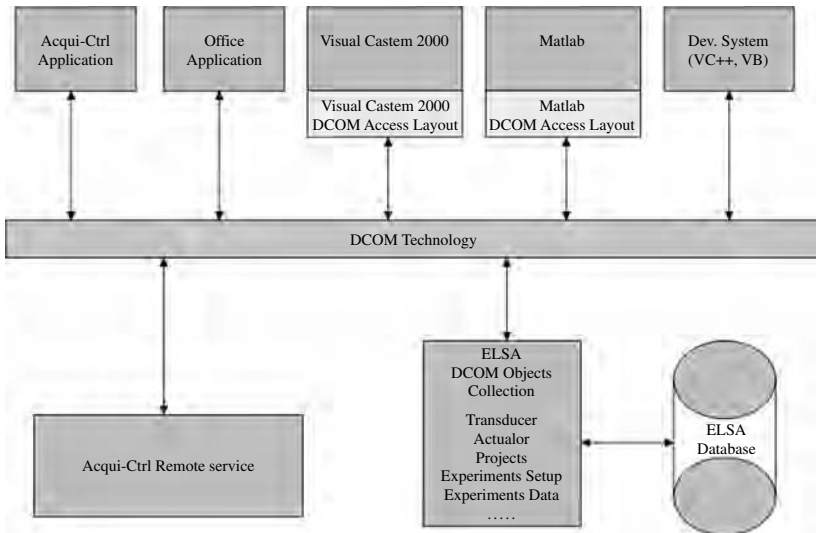 Acqui-Ctrl
Application
Office
Application
Visual Castem 2000
Visual Castem 2000
DCOM Access Layout
Matlab
Matlab
DCOM Access Layout
Dev. System
(VC++, VB)
DCOM Technology
Acqui-Ctrl Remote service
ELSA
DCOM Objects
Collection
Transducer
Actualor
Projects
Experiments Setup
Experiments Data
.....
ELSA
Database